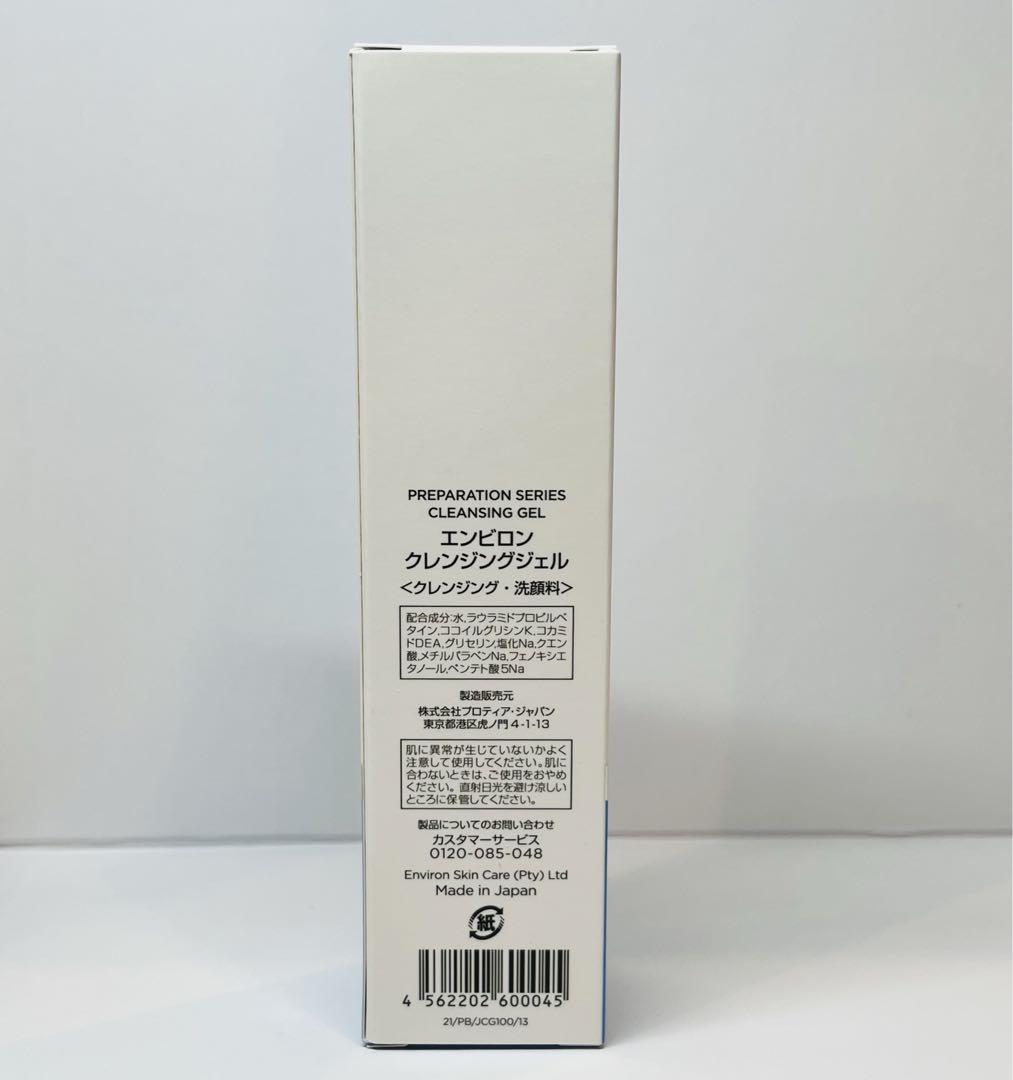 PREPARATION SERIES
CLEANSING GEL
エンビロン
クレンジングジェル
<クレンジング・洗顔料>
配合成分:水,ラウラミドプロピルベ
タイン,ココイルグリシンK,コカミ
ドDEA,グリセリン,塩化Na,クエン
酸,メチルパラベンNa,フェノキシエ
タノール,ペンテト酸5Na
製造販売元
株式会社プロティア・ジャパン
東京都港区虎ノ門4-1-13
肌に異常が生じていないかよく
注意して使用してください。肌に
合わないときは、ご使用をおやめ
ください。直射日光を避け涼しい
ところに保管してください。
製品についてのお問い合わせ
カスタマーサービス
0120-085-048
Environ Skin Care (Pty) Ltd
Made in Japan
紙
4 562202 600045
21/PB/JCG100/13